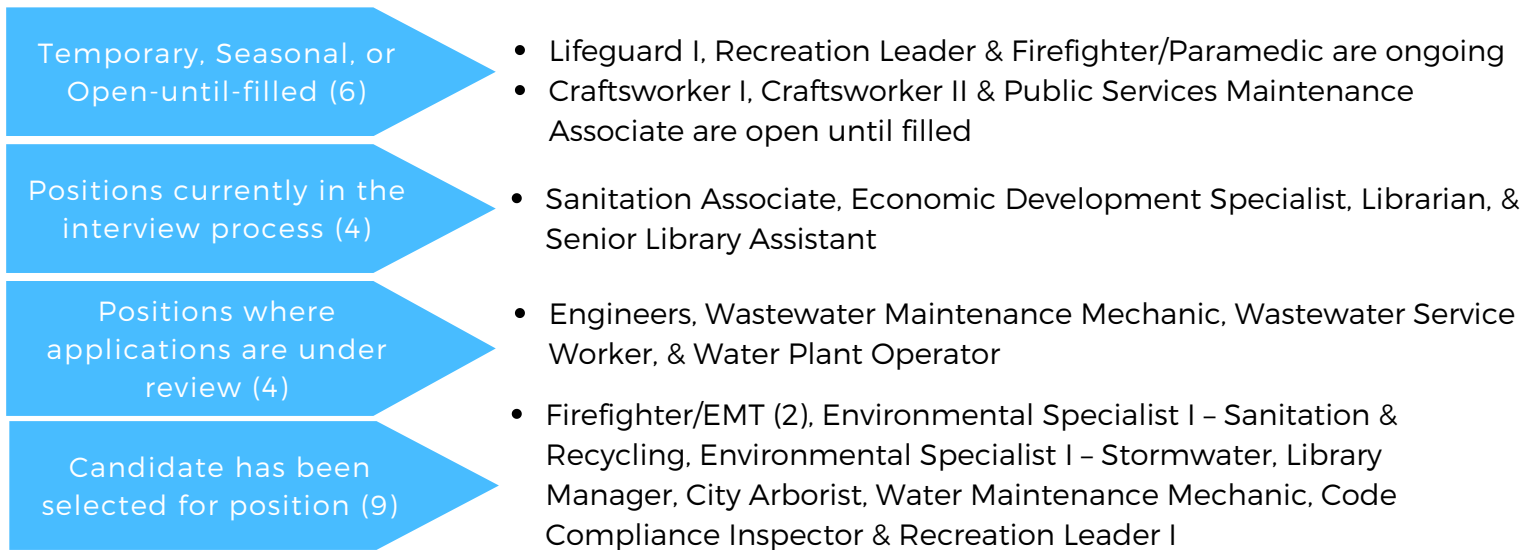 Temporary, Seasonal, or
Open-until-filled (6)
• Lifeguard I, Recreation Leader & Firefighter/Paramedic are ongoing
• Craftsworker I, Craftsworker II & Public Services Maintenance
Associate are open until filled
Positions currently in the
interview process (4)
• Sanitation Associate, Economic Development Specialist, Librarian, &
Senior Library Assistant
Positions where
applications are under
review (4)
• Engineers, Wastewater Maintenance Mechanic, Wastewater Service
Worker, & Water Plant Operator
Candidate has been
selected for position (9)
• Firefighter/EMT (2), Environmental Specialist I – Sanitation &
Recycling, Environmental Specialist I – Stormwater, Library
Manager, City Arborist, Water Maintenance Mechanic, Code
Compliance Inspector & Recreation Leader I